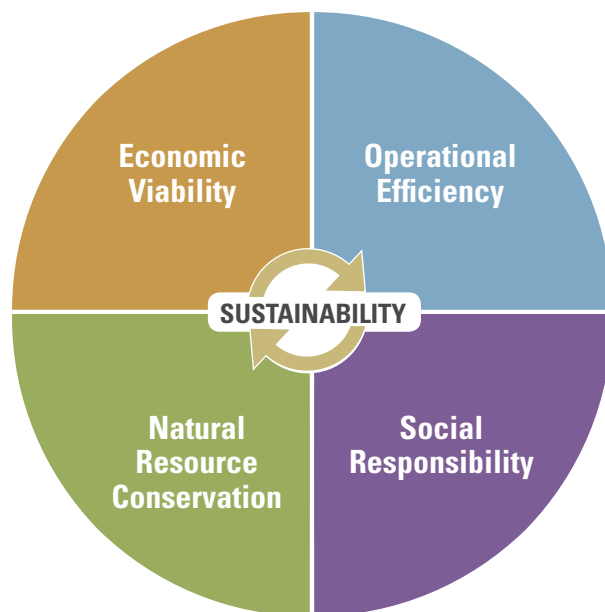 Economic
Viability
Operational
Efficiency
SUSTAINABILITY
Natural
Resource
Conservation
Social
Responsibility